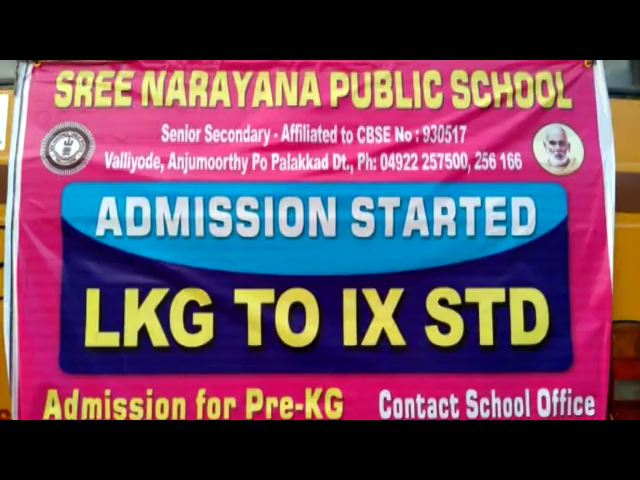 SREE NARAYANA PUBLIC SCHOOL
Senior Secondary - Affiliated to CBSE No : 930517
Valliyode, Anjumoorthy Po Palakkad Dt., Ph: 04922 257500, 256 166
ADMISSION STARTED
LKG TO IX STD
Admission for Pre-KG Contact School Office